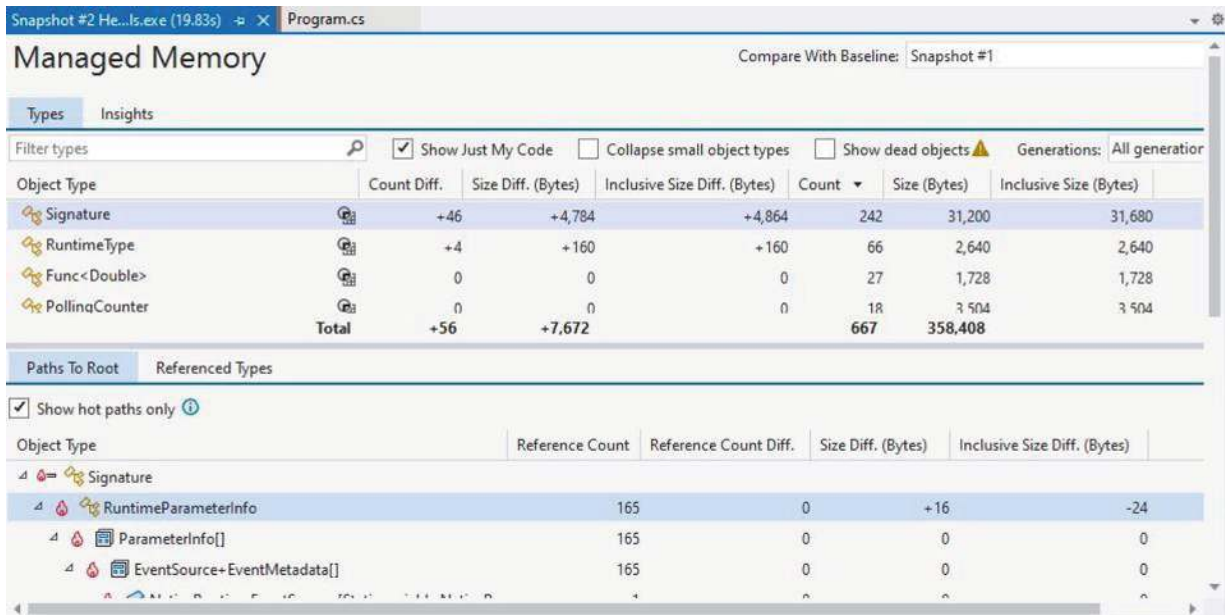 Snapshot #2 He...ls.exe (19.83s) Program.cs
Managed Memory
Compare With Baseline: Snapshot #1
Types Insights
Filter types Show Just My Code Collapse small object types Show dead objects Generations: All generation
Object Type Count Diff. Size Diff. (Bytes) Inclusive Size Diff. (Bytes) Count Size (Bytes) Inclusive Size (Bytes)
Signature +46 +4,784 +4,864 242 31,200 31,680
RuntimeType +4 +160 +160 66 2,640 2,640
Func<Double> 0 0 0 27 1,728 1,728
PollingCounter 0 0 0 18 3,504 3,504
Total +56 +7,672 667 358,408
Paths To Root Referenced Types
Show hot paths only
Object Type Reference Count Reference Count Diff. Size Diff. (Bytes) Inclusive Size Diff. (Bytes)
Signature
RuntimeParameterInfo 165 0 +16 -24
ParameterInfo[] 165 0 0 0
EventSource+EventMetadata[] 165 0 0 0